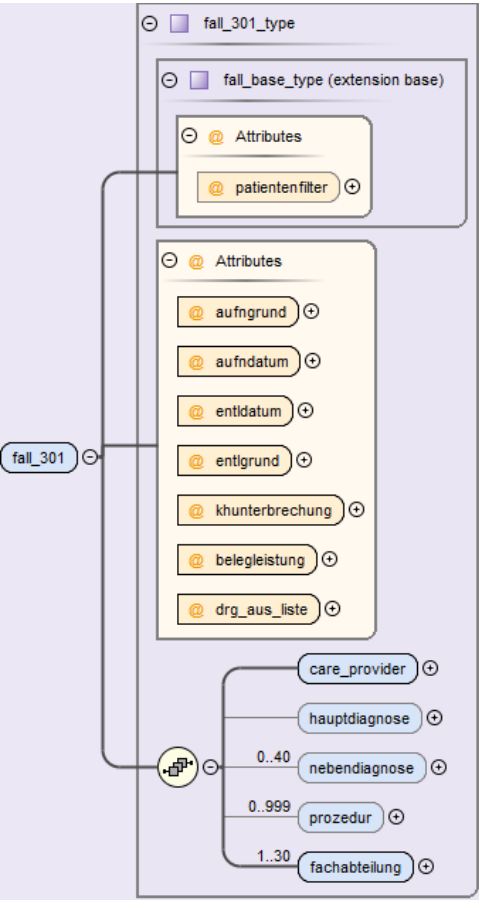 fall_301_type
fall_base_type (extension base)
@ Attributes
@ patientenfilter
@ Attributes
@ aufngrund
@ aufndatum
@ entldatum
fall_301
@ entlgrund
@ khunterbrechung
@ belegleistung
@ drg_aus_liste
care_provider
hauptdiagnose
0..40 nebendiagnose
0..999 prozedur
1..30 fachabteilung